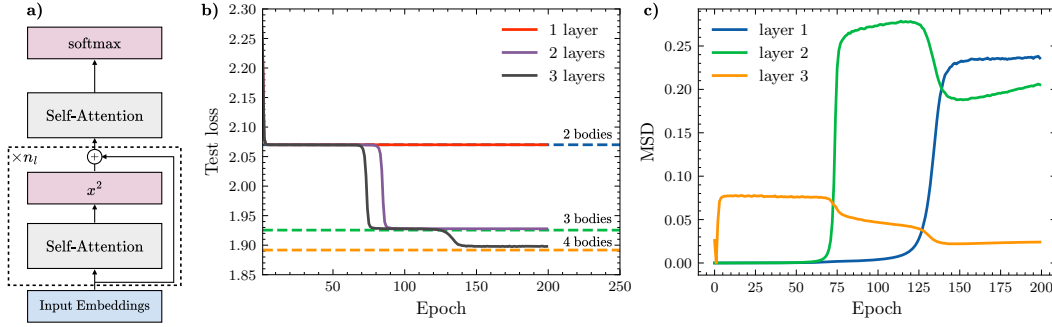 a)
softmax
Self-Attention
×n_l
+
x²
Self-Attention
Input Embeddings
b)
Test loss
2.30
2.25
2.20
2.15
2.10
2.05
2.00
1.95
1.90
1.85
1 layer
2 layers
3 layers
2 bodies
3 bodies
4 bodies
50
100
150
200
250
Epoch
c)
MSD
0.25
0.20
0.15
0.10
0.05
0.00
layer 1
layer 2
layer 3
0
25
50
75
100
125
150
175
200
Epoch